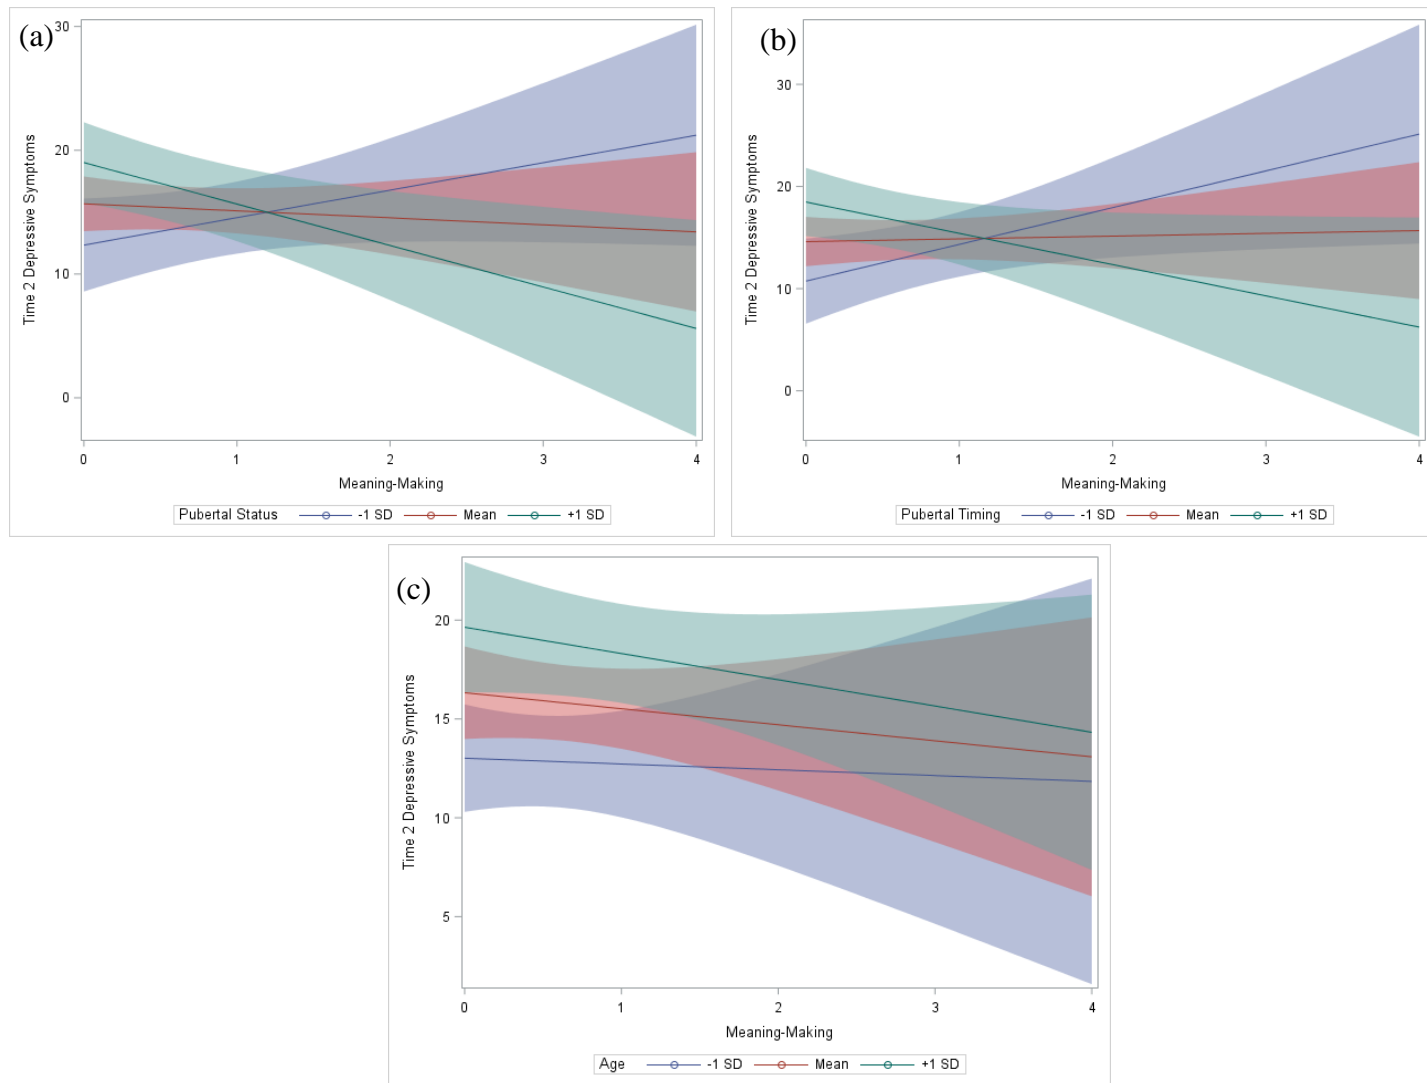 (a)
30
20
10
0
Time 2 Depressive Symptoms
0 1 2 3 4
Meaning-Making
Pubertal Status -1 SD Mean +1 SD
(b)
30
20
10
0
Time 2 Depressive Symptoms
0 1 2 3 4
Meaning-Making
Pubertal Timing -1 SD Mean +1 SD
(c)
20
15
10
5
Time 2 Depressive Symptoms
0 1 2 3 4
Meaning-Making
Age -1 SD Mean +1 SD